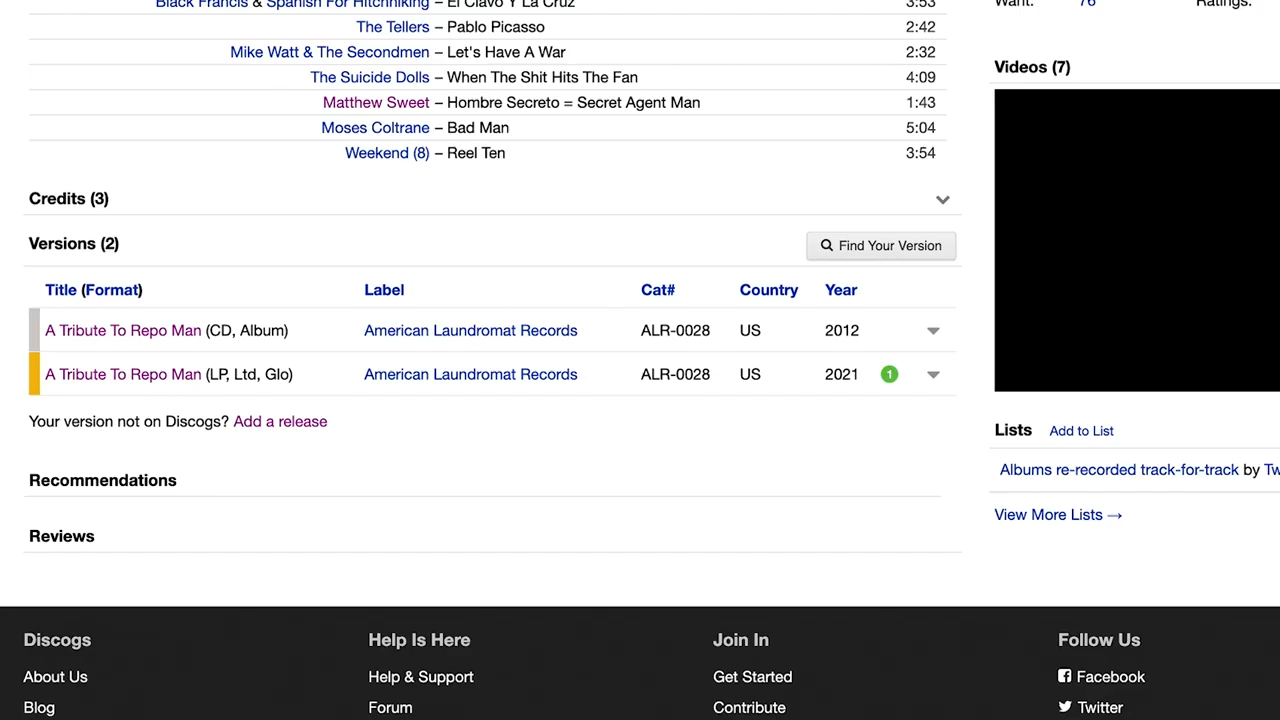 Black Francis & Spanish For Hitchhiking – El Clavo Y La Cruz 3:53
The Tellers – Pablo Picasso 2:42
Mike Watt & The Secondmen – Let's Have A War 2:32
The Suicide Dolls – When The Shit Hits The Fan 4:09
Matthew Sweet – Hombre Secreto = Secret Agent Man 1:43
Moses Coltrane – Bad Man 5:04
Weekend (8) – Reel Ten 3:54
Credits (3)
Versions (2)
Find Your Version
Title (Format) Label Cat# Country Year
A Tribute To Repo Man (CD, Album) American Laundromat Records ALR-0028 US 2012
A Tribute To Repo Man (LP, Ltd, Glo) American Laundromat Records ALR-0028 US 2021 1
Your version not on Discogs? Add a release
Recommendations
Reviews
Want: 76 Ratings:
Videos (7)
Lists Add to List
Albums re-recorded track-for-track by Tw
View More Lists →
Discogs
About Us
Blog
Help Is Here
Help & Support
Forum
Join In
Get Started
Contribute
Follow Us
Facebook
Twitter